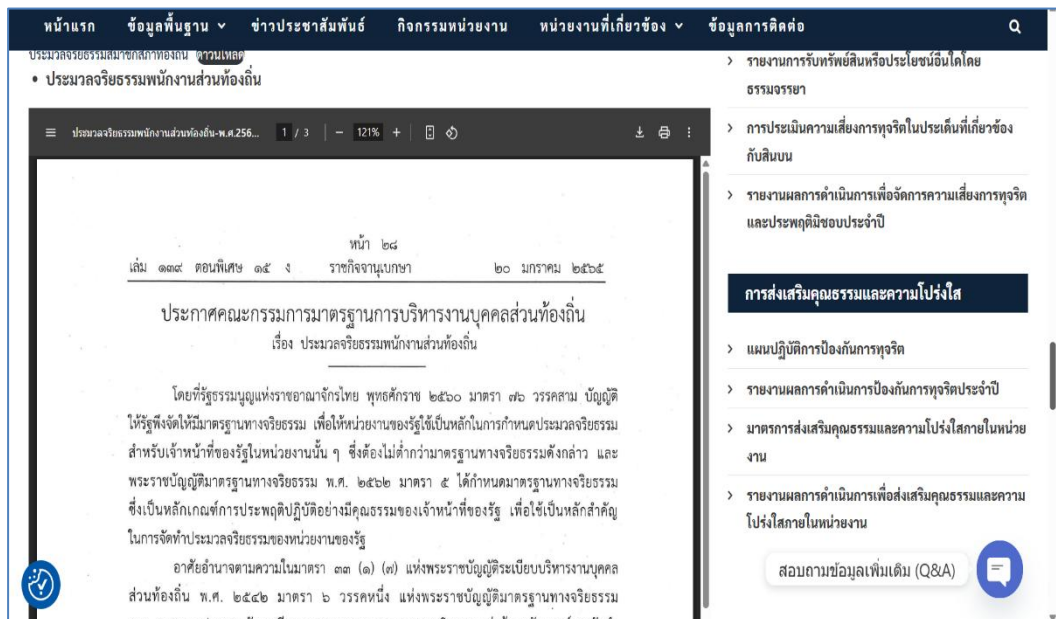 หน้าแรก ข้อมูลพื้นฐาน ข่าวประชาสัมพันธ์ กิจกรรมหน่วยงาน หน่วยงานที่เกี่ยวข้อง ข้อมูลการติดต่อ
ประมวลจริยธรรมสมาชิกสภาท้องถิ่น ดาวน์โหลด
• ประมวลจริยธรรมพนักงานส่วนท้องถิ่น
ประมวลจริยธรรมพนักงานส่วนท้องถิ่น-พ.ศ.256... 1 / 3 − 121% +
หน้า ๒๘
เล่ม ๑๓๙ ตอนพิเศษ ๑๕ ง ราชกิจจานุเบกษา ๒๐ มกราคม ๒๕๖๕
ประกาศคณะกรรมการมาตรฐานการบริหารงานบุคคลส่วนท้องถิ่น
เรื่อง ประมวลจริยธรรมพนักงานส่วนท้องถิ่น
โดยที่รัฐธรรมนูญแห่งราชอาณาจักรไทย พุทธศักราช ๒๕๖๐ มาตรา ๗๖ วรรคสาม บัญญัติ
ให้รัฐพึงจัดให้มีมาตรฐานทางจริยธรรม เพื่อให้หน่วยงานของรัฐใช้เป็นหลักในการกำหนดประมวลจริยธรรม
สำหรับเจ้าหน้าที่ของรัฐในหน่วยงานนั้น ๆ ซึ่งต้องไม่ต่ำกว่ามาตรฐานทางจริยธรรมดังกล่าว และ
พระราชบัญญัติมาตรฐานทางจริยธรรม พ.ศ. ๒๕๖๒ มาตรา ๕ ได้กำหนดมาตรฐานทางจริยธรรม
ซึ่งเป็นหลักเกณฑ์การประพฤติปฏิบัติอย่างมีคุณธรรมของเจ้าหน้าที่ของรัฐ เพื่อใช้เป็นหลักสำคัญ
ในการจัดทำประมวลจริยธรรมของหน่วยงานของรัฐ
อาศัยอำนาจตามความในมาตรา ๓๓ (๑) (๗) แห่งพระราชบัญญัติระเบียบบริหารงานบุคคล
ส่วนท้องถิ่น พ.ศ. ๒๕๔๒ มาตรา ๖ วรรคหนึ่ง แห่งพระราชบัญญัติมาตรฐานทางจริยธรรม
รายงานการรับทรัพย์สินหรือประโยชน์อื่นใดโดย
ธรรมจรรยา
การประเมินความเสี่ยงการทุจริตในประเด็นที่เกี่ยวข้อง
กับสินบน
รายงานผลการดำเนินการเพื่อจัดการความเสี่ยงการทุจริต
และประพฤติมิชอบประจำปี
การส่งเสริมคุณธรรมและความโปร่งใส
แผนปฏิบัติการป้องกันการทุจริต
รายงานผลการดำเนินการป้องกันการทุจริตประจำปี
มาตรการส่งเสริมคุณธรรมและความโปร่งใสภายในหน่วย
งาน
รายงานผลการดำเนินการเพื่อส่งเสริมคุณธรรมและความ
โปร่งใสภายในหน่วยงาน
สอบถามข้อมูลเพิ่มเติม (Q&A)